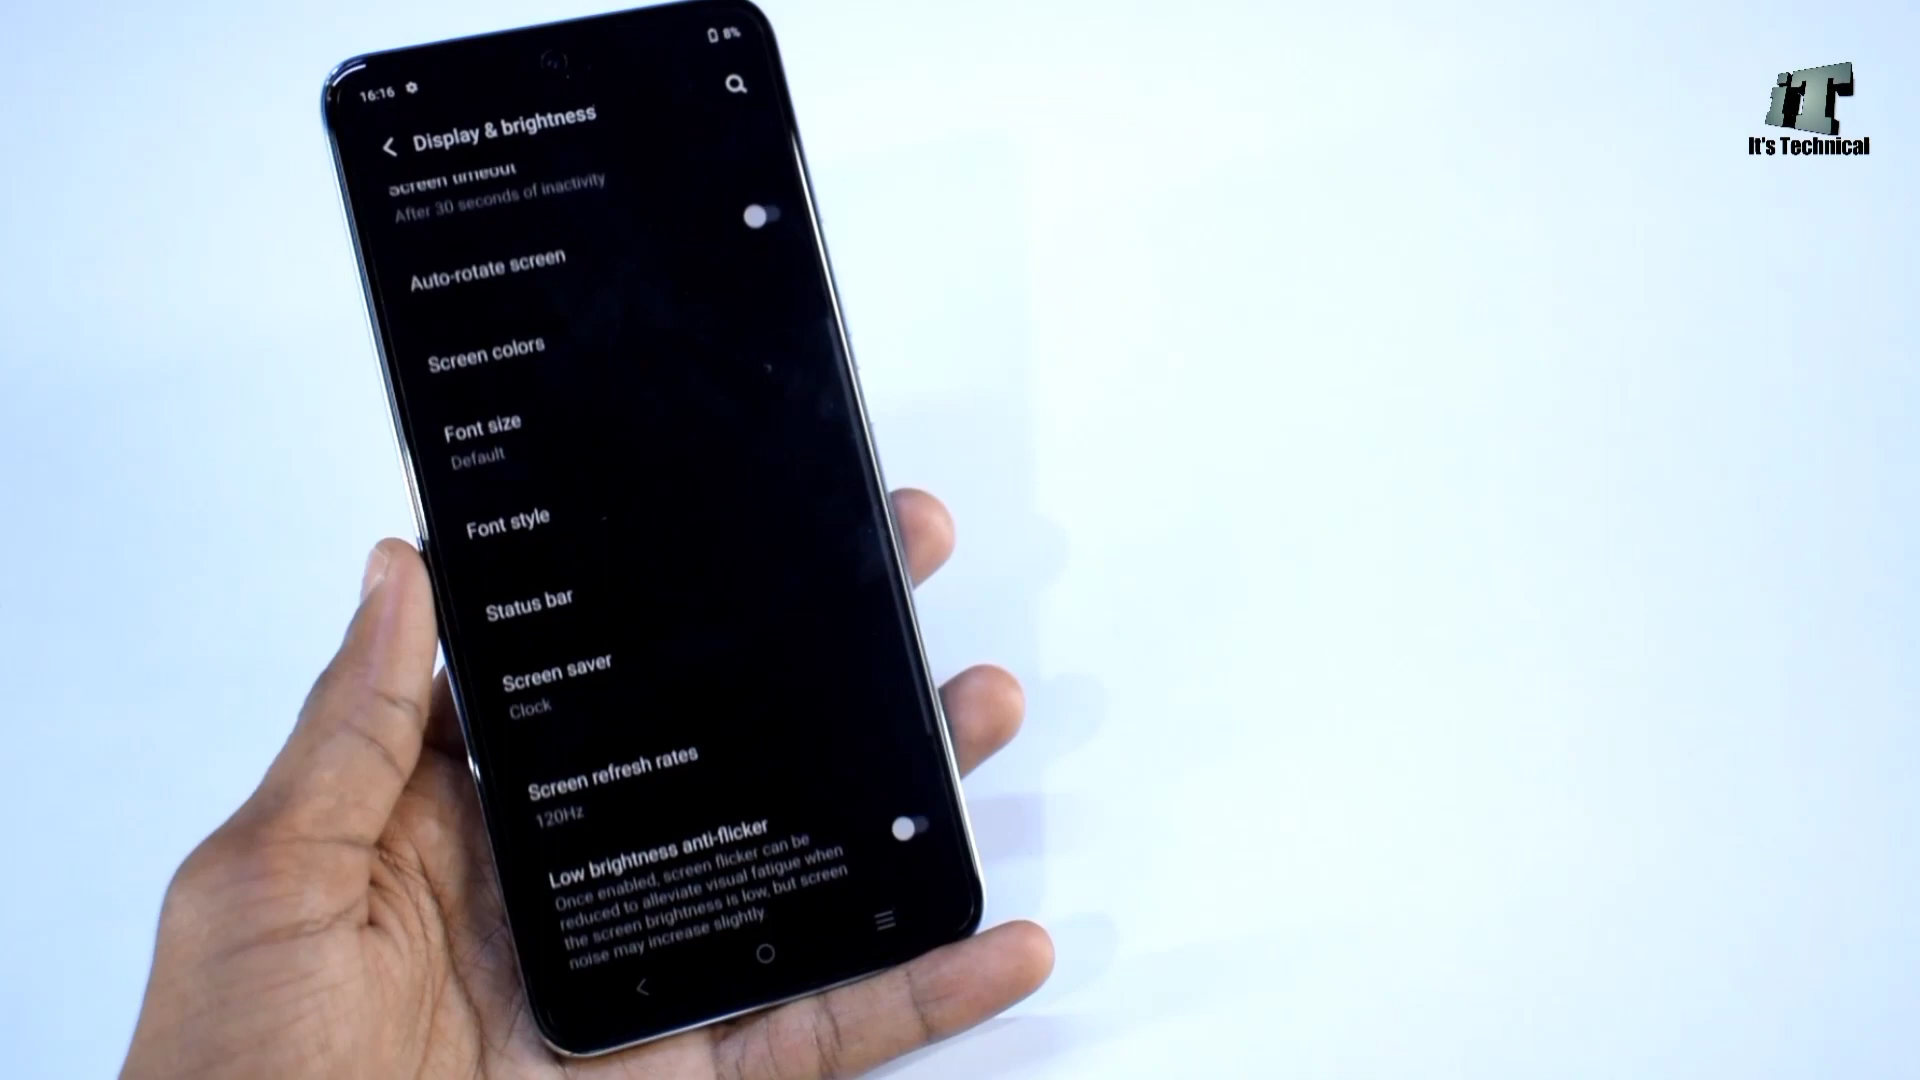 8%
16:16
Display & brightness
Screen timeout
After 30 seconds of inactivity
Auto-rotate screen
Screen colors
Font size
Default
Font style
Status bar
Screen saver
Clock
Screen refresh rates
120Hz
Low brightness anti-flicker
Once enabled, screen flicker can be
reduced to alleviate visual fatigue when
the screen brightness is low, but screen
noise may increase slightly.
iT
It's Technical